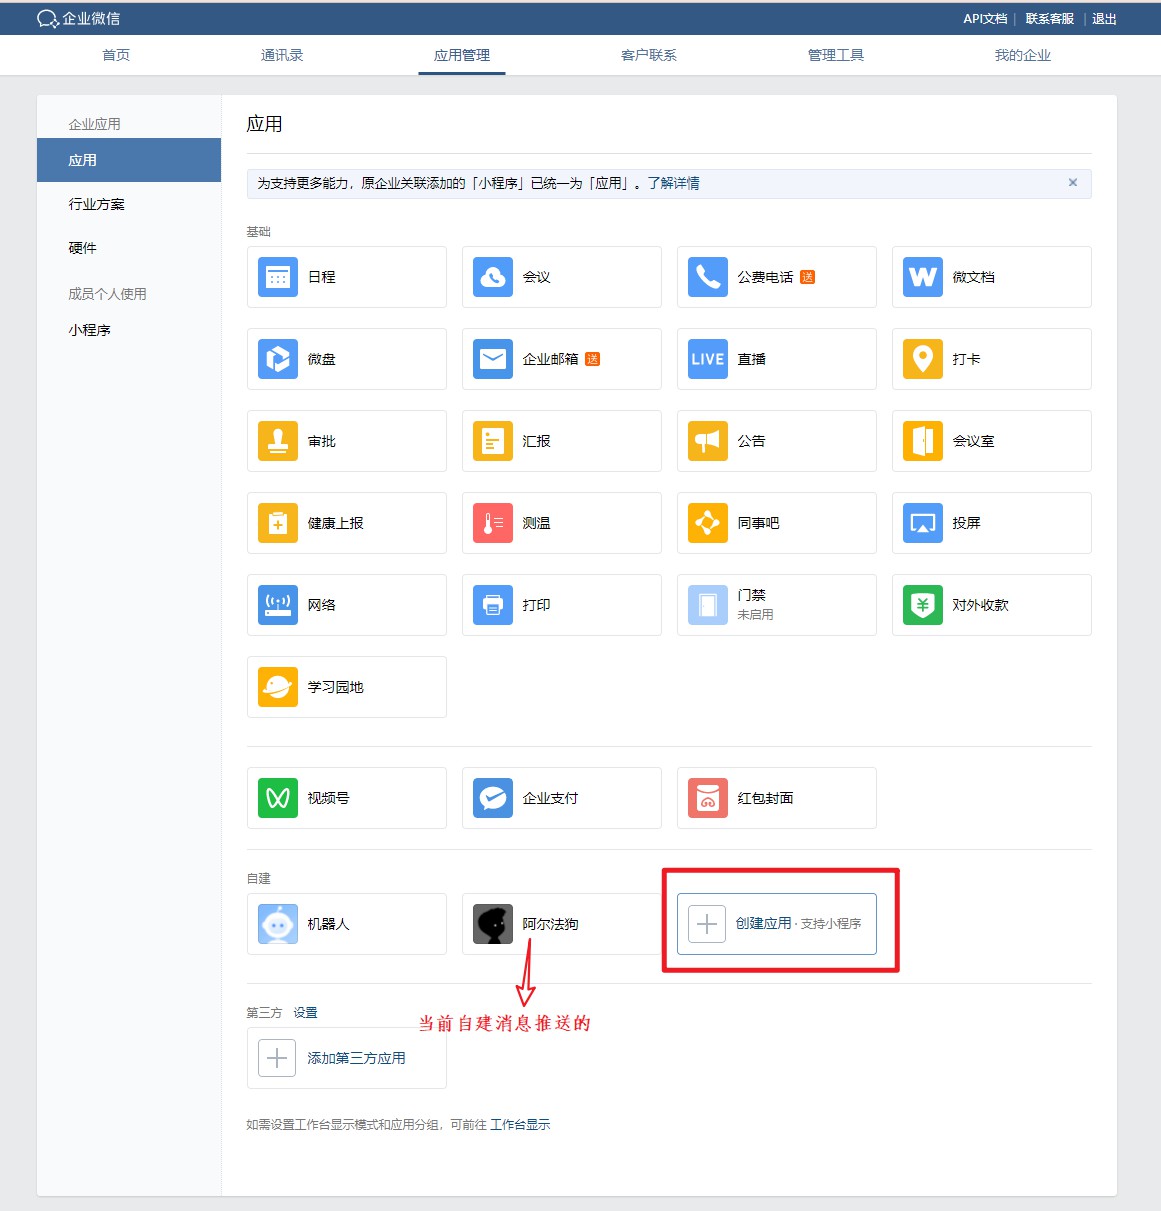 企业微信
API文档 | 联系客服 | 退出
首页 通讯录 应用管理 客户联系 管理工具 我的企业
企业应用
应用
行业方案
硬件
成员个人使用
小程序
应用
为支持更多能力，原企业关联添加的「小程序」已统一为「应用」。了解详情 ×
基础
日程 会议 公费电话 送 W 微文档
微盘 企业邮箱 送 LIVE 直播 打卡
审批 汇报 公告 会议室
健康上报 测温 同事吧 投屏
网络 打印 门禁 ¥ 对外收款
未启用
学习园地
视频号 企业支付 红包封面
自建
机器人 阿尔法狗 创建应用·支持小程序
第三方 设置
当前自建消息推送的
添加第三方应用
如需设置工作台显示模式和应用分组，可前往 工作台显示